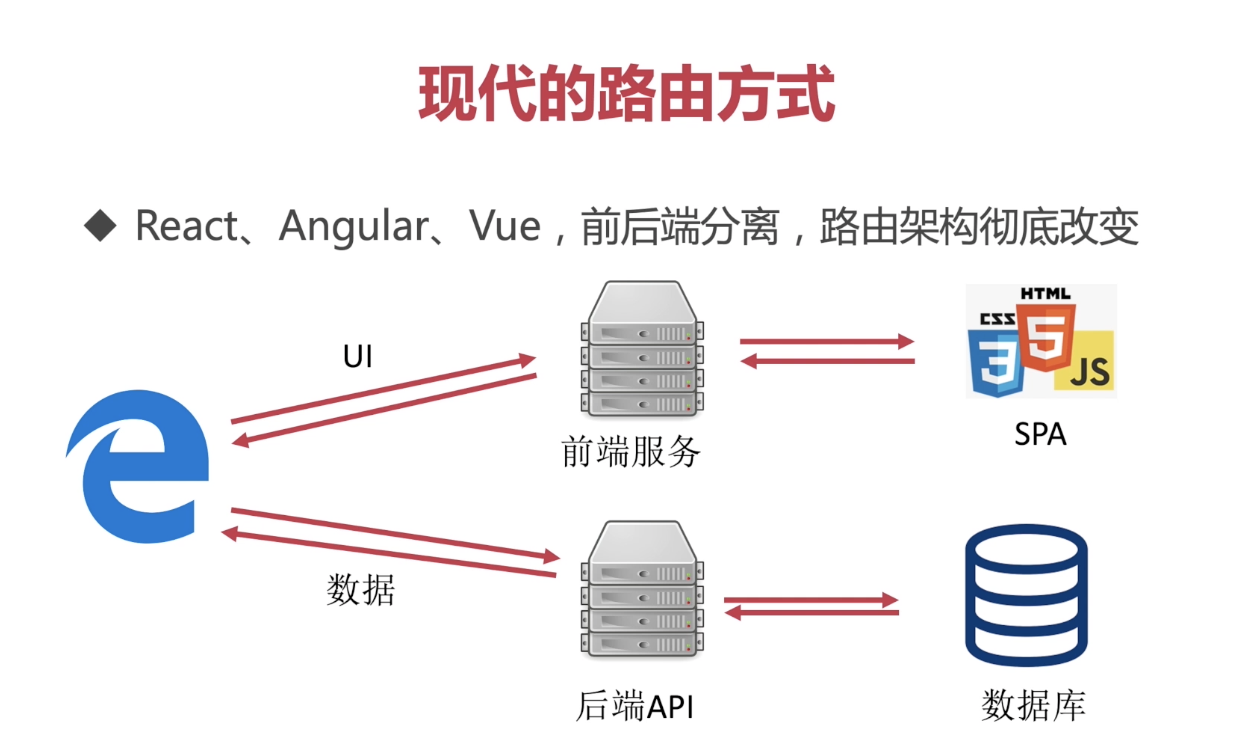 现代的路由方式
◆ React、Angular、Vue，前后端分离，路由架构彻底改变
HTML
CSS
5
3
JS
UI
SPA
前端服务
数据
后端API
数据库